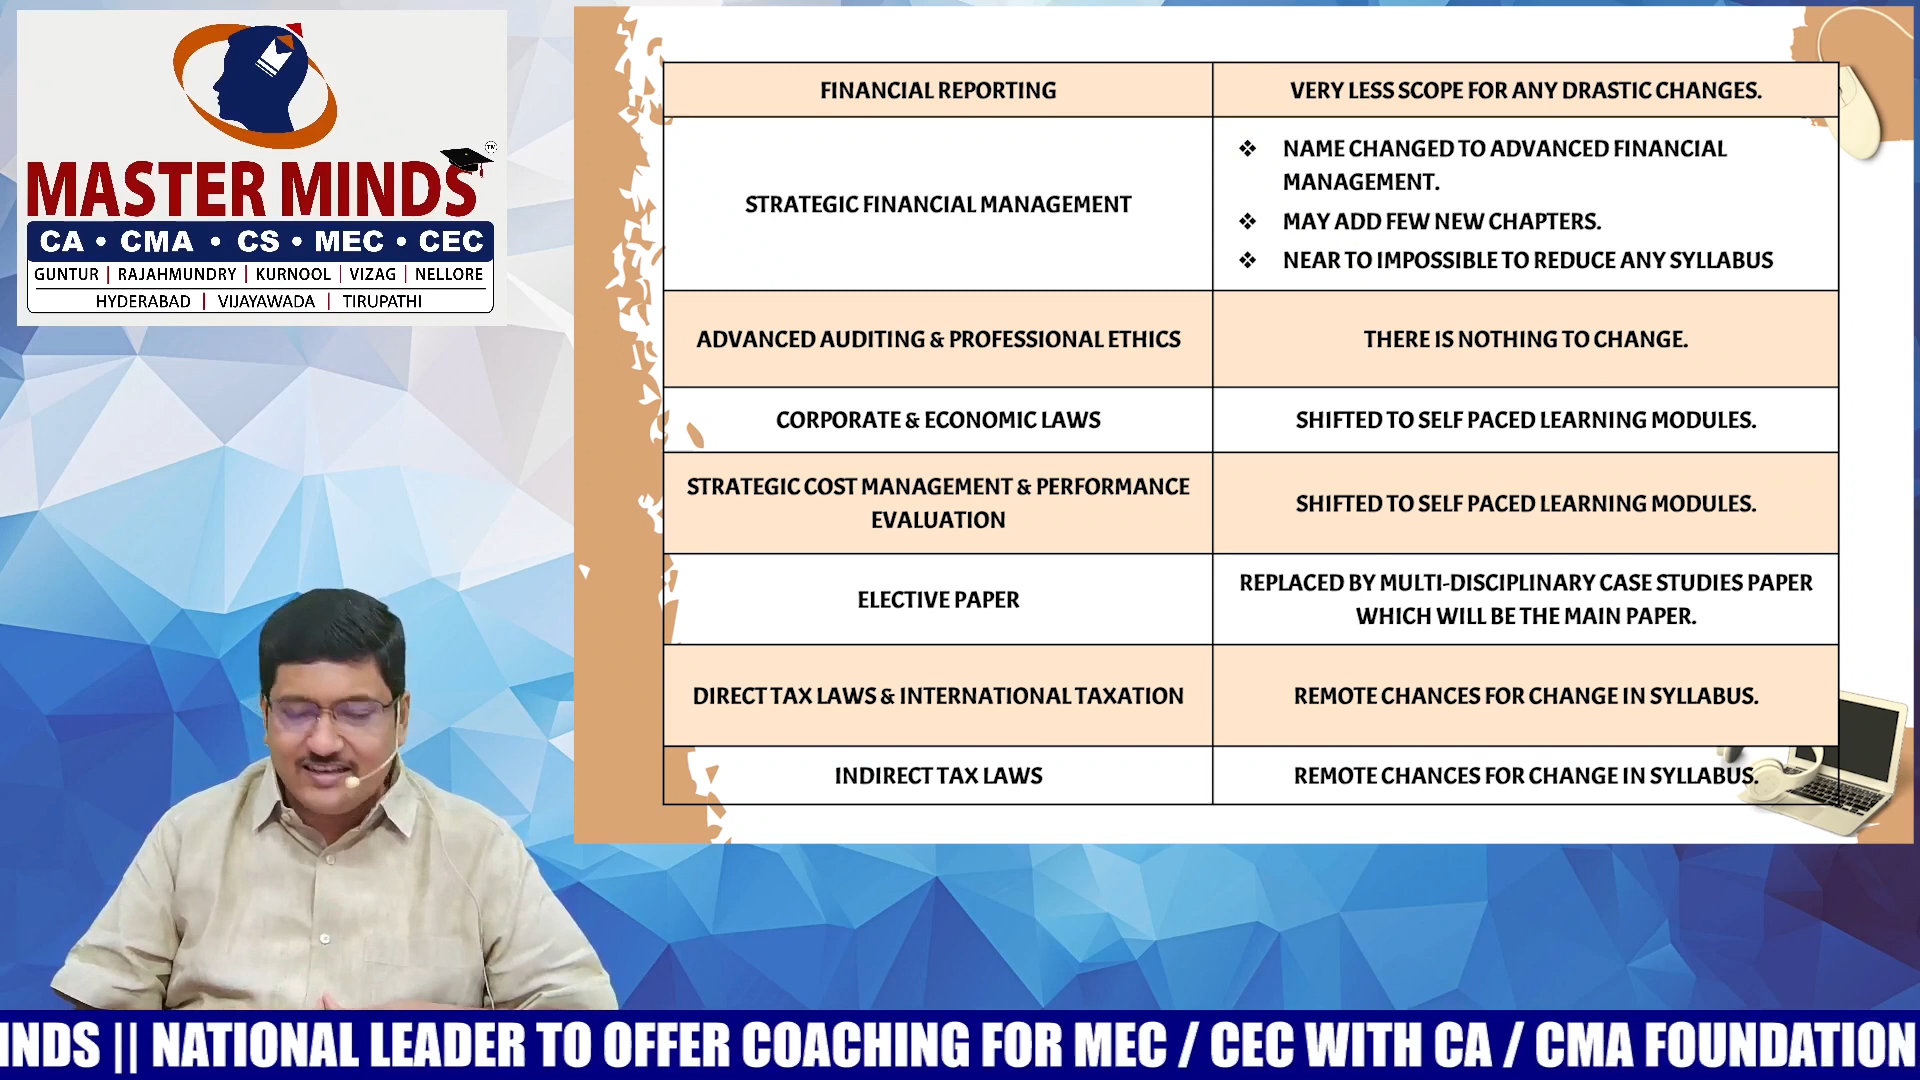 MASTER MINDS
TM
CA • CMA • CS • MEC • CEC
GUNTUR | RAJAHMUNDRY | KURNOOL | VIZAG | NELLORE
HYDERABAD | VIJAYAWADA | TIRUPATHI
FINANCIAL REPORTING
VERY LESS SCOPE FOR ANY DRASTIC CHANGES.
STRATEGIC FINANCIAL MANAGEMENT
❖ NAME CHANGED TO ADVANCED FINANCIAL
MANAGEMENT.
❖ MAY ADD FEW NEW CHAPTERS.
❖ NEAR TO IMPOSSIBLE TO REDUCE ANY SYLLABUS
ADVANCED AUDITING & PROFESSIONAL ETHICS
THERE IS NOTHING TO CHANGE.
CORPORATE & ECONOMIC LAWS
SHIFTED TO SELF PACED LEARNING MODULES.
STRATEGIC COST MANAGEMENT & PERFORMANCE
EVALUATION
SHIFTED TO SELF PACED LEARNING MODULES.
ELECTIVE PAPER
REPLACED BY MULTI-DISCIPLINARY CASE STUDIES PAPER
WHICH WILL BE THE MAIN PAPER.
DIRECT TAX LAWS & INTERNATIONAL TAXATION
REMOTE CHANCES FOR CHANGE IN SYLLABUS.
INDIRECT TAX LAWS
REMOTE CHANCES FOR CHANGE IN SYLLABUS.
INDS || NATIONAL LEADER TO OFFER COACHING FOR MEC / CEC WITH CA / CMA FOUNDATION